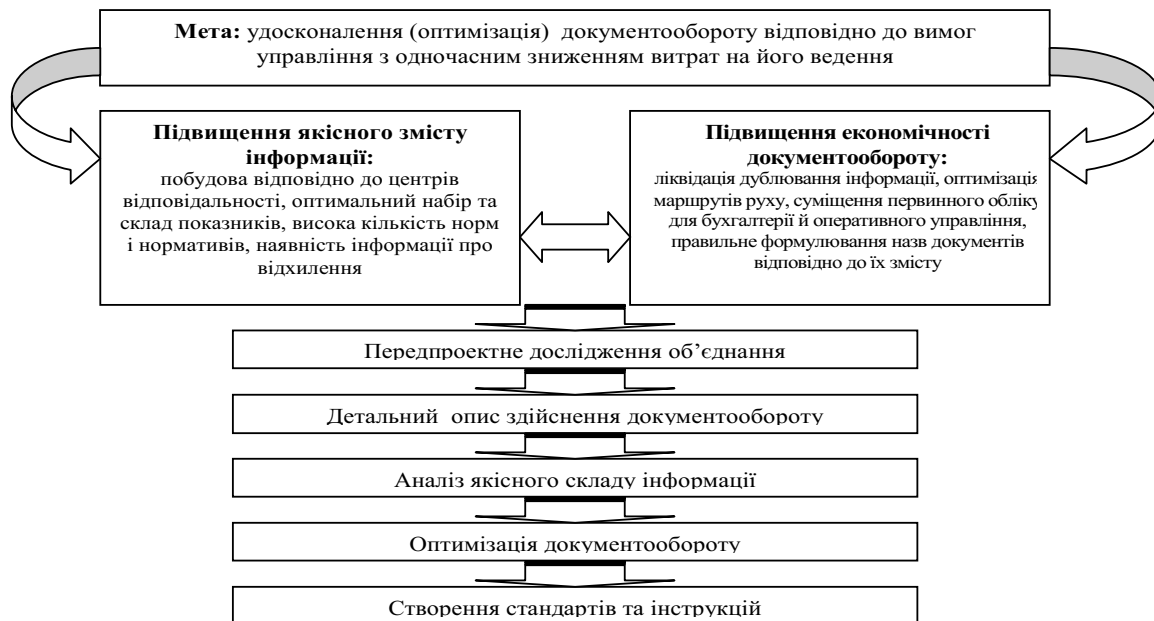 Мета: удосконалення (оптимізація) документообороту відповідно до вимог
управління з одночасним зниженням витрат на його ведення
Підвищення якісного змісту
інформації:
побудова відповідно до центрів
відповідальності, оптимальний набір та
склад показників, висока кількість норм
і нормативів, наявність інформації про
відхилення
Підвищення економічності
документообороту:
ліквідація дублювання інформації, оптимізація
маршрутів руху, суміщення первинного обліку
для бухгалтерії й оперативного управління,
правильне формулювання назв документів
відповідно до їх змісту
Передпроектне дослідження об’єднання
Детальний опис здійснення документообороту
Аналіз якісного складу інформації
Оптимізація документообороту
Створення стандартів та інструкцій